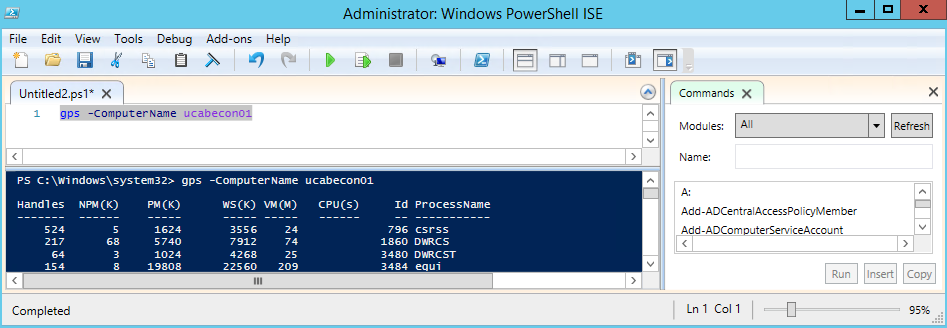 Administrator: Windows PowerShell ISE
File Edit View Tools Debug Add-ons Help
Untitled2.ps1*
1 gps -ComputerName ucabecon01
PS C:\Windows\system32> gps -ComputerName ucabecon01
Handles NPM(K) PM(K) WS(K) VM(M) CPU(s) Id ProcessName
------- ------ ----- ----- ----- ------ -- -----------
524 5 1624 3556 24 796 csrss
217 68 5740 7912 74 1860 DWRCS
64 3 1024 4268 25 3480 DWRCST
154 8 19808 22560 209 3484 equi
Commands
Modules: All Refresh
Name:
A:
Add-ADCentralAccessPolicyMember
Add-ADComputerServiceAccount
Run Insert Copy
Completed Ln 1 Col 1 95%